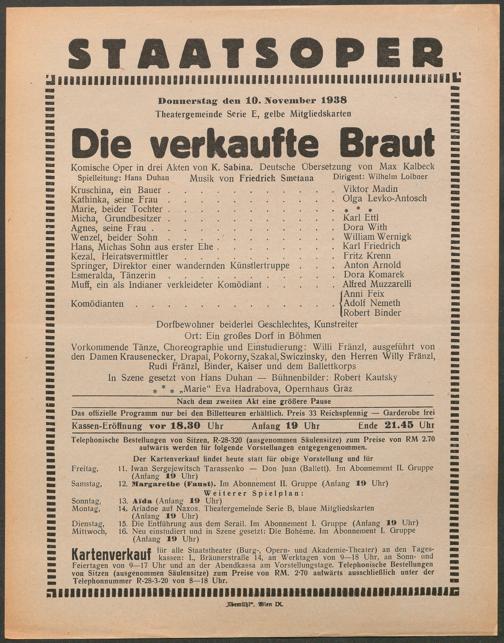 STAATSOPER
Donnerstag den 10. November 1938
Theatergemeinde Serie E, gelbe Mitgliedskarten
Die verkaufte Braut
Komische Oper in drei Akten von K. Sabina. Deutsche Übersetzung von Max Kalbeck
Spielleitung: Hans Duhan Musik von Friedrich Smetana Dirigent: Wilhelm Loibner
Kruschina, ein Bauer . . . . . . . . . . Viktor Madin
Kathinka, seine Frau . . . . . . . . . . Olga Levko-Antosch
Marie, beider Tochter . . . . . . . . . . * * *
Micha, Grundbesitzer . . . . . . . . . . Karl Ettl
Agnes, seine Frau . . . . . . . . . . Dora With
Wenzel, beider Sohn . . . . . . . . . . William Wernigk
Hans, Michas Sohn aus erster Ehe . . . . . . . Karl Friedrich
Kezal, Heiratsvermittler . . . . . . . . . Fritz Krenn
Springer, Direktor einer wandernden Künstlertruppe . . . Anton Arnold
Esmeralda, Tänzerin . . . . . . . . . . Dora Komarek
Muff, ein als Indianer verkleideter Komödiant . . . . Alfred Muzzarelli
Komödianten . . . . . . . . . . { Anni Feix
Adolf Nemeth
Robert Binder
Dorfbewohner beiderlei Geschlechtes, Kunstreiter
Ort: Ein großes Dorf in Böhmen
Vorkommende Tänze, Choreographie und Einstudierung: Willi Fränzl, ausgeführt von
den Damen Krausenecker, Drapal, Pokorny, Szakal, Swiczinsky, den Herren Willy Fränzl,
Rudi Fränzl, Binder, Kaiser und dem Ballettkorps
In Szene gesetzt von Hans Duhan — Bühnenbilder: Robert Kautsky
* * * „Marie" Eva Hadrabova, Opernhaus Graz
Nach dem zweiten Akt eine größere Pause
Das offizielle Programm nur bei den Billetteuren erhältlich. Preis 33 Reichspfennig — Garderobe frei
Kassen-Eröffnung vor 18.30 Uhr Anfang 19 Uhr Ende 21.45 Uhr
Telephonische Bestellungen von Sitzen, R-28-320 (ausgenommen Säulensitze) zum Preise von RM 2.70
aufwärts werden für folgende Vorstellungen entgegengenommen.
Der Kartenverkauf findet heute statt für obige Vorstellung und für
Freitag, 11. Iwan Sergejewitsch Tarassenko — Don Juan (Ballett). Im Abonnement II. Gruppe
(Anfang 19 Uhr)
Samstag, 12. Margarethe (Faust). Im Abonnement II. Gruppe (Anfang 19 Uhr)
Weiterer Spielplan:
Sonntag, 13. Aïda (Anfang 19 Uhr)
Montag, 14. Ariadne auf Naxos. Theatergemeinde Serie B, blaue Mitgliedskarten
(Anfang 19 Uhr)
Dienstag, 15. Die Entführung aus dem Serail. Im Abonnement I. Gruppe (Anfang 19 Uhr)
Mittwoch, 16. Neu einstudiert und in Szene gesetzt: Die Bohême. Im Abonnement I. Gruppe
(Anfang 19 Uhr)
Kartenverkauf für alle Staatstheater (Burg-, Opern- und Akademie-Theater) an den Tages-
kassen: I., Bräunerstraße 14, an Werktagen von 9—18 Uhr, an Sonn- und
Feiertagen von 9—17 Uhr und an der Abendkassa am Vorstellungstage. Telephonische Bestellungen
von Sitzen (ausgenommen Säulensitze) zum Preise von RM. 2.70 aufwärts ausschließlich unter der
Telephonnummer R-28-3-20 von 8—18 Uhr.
Wien IX.